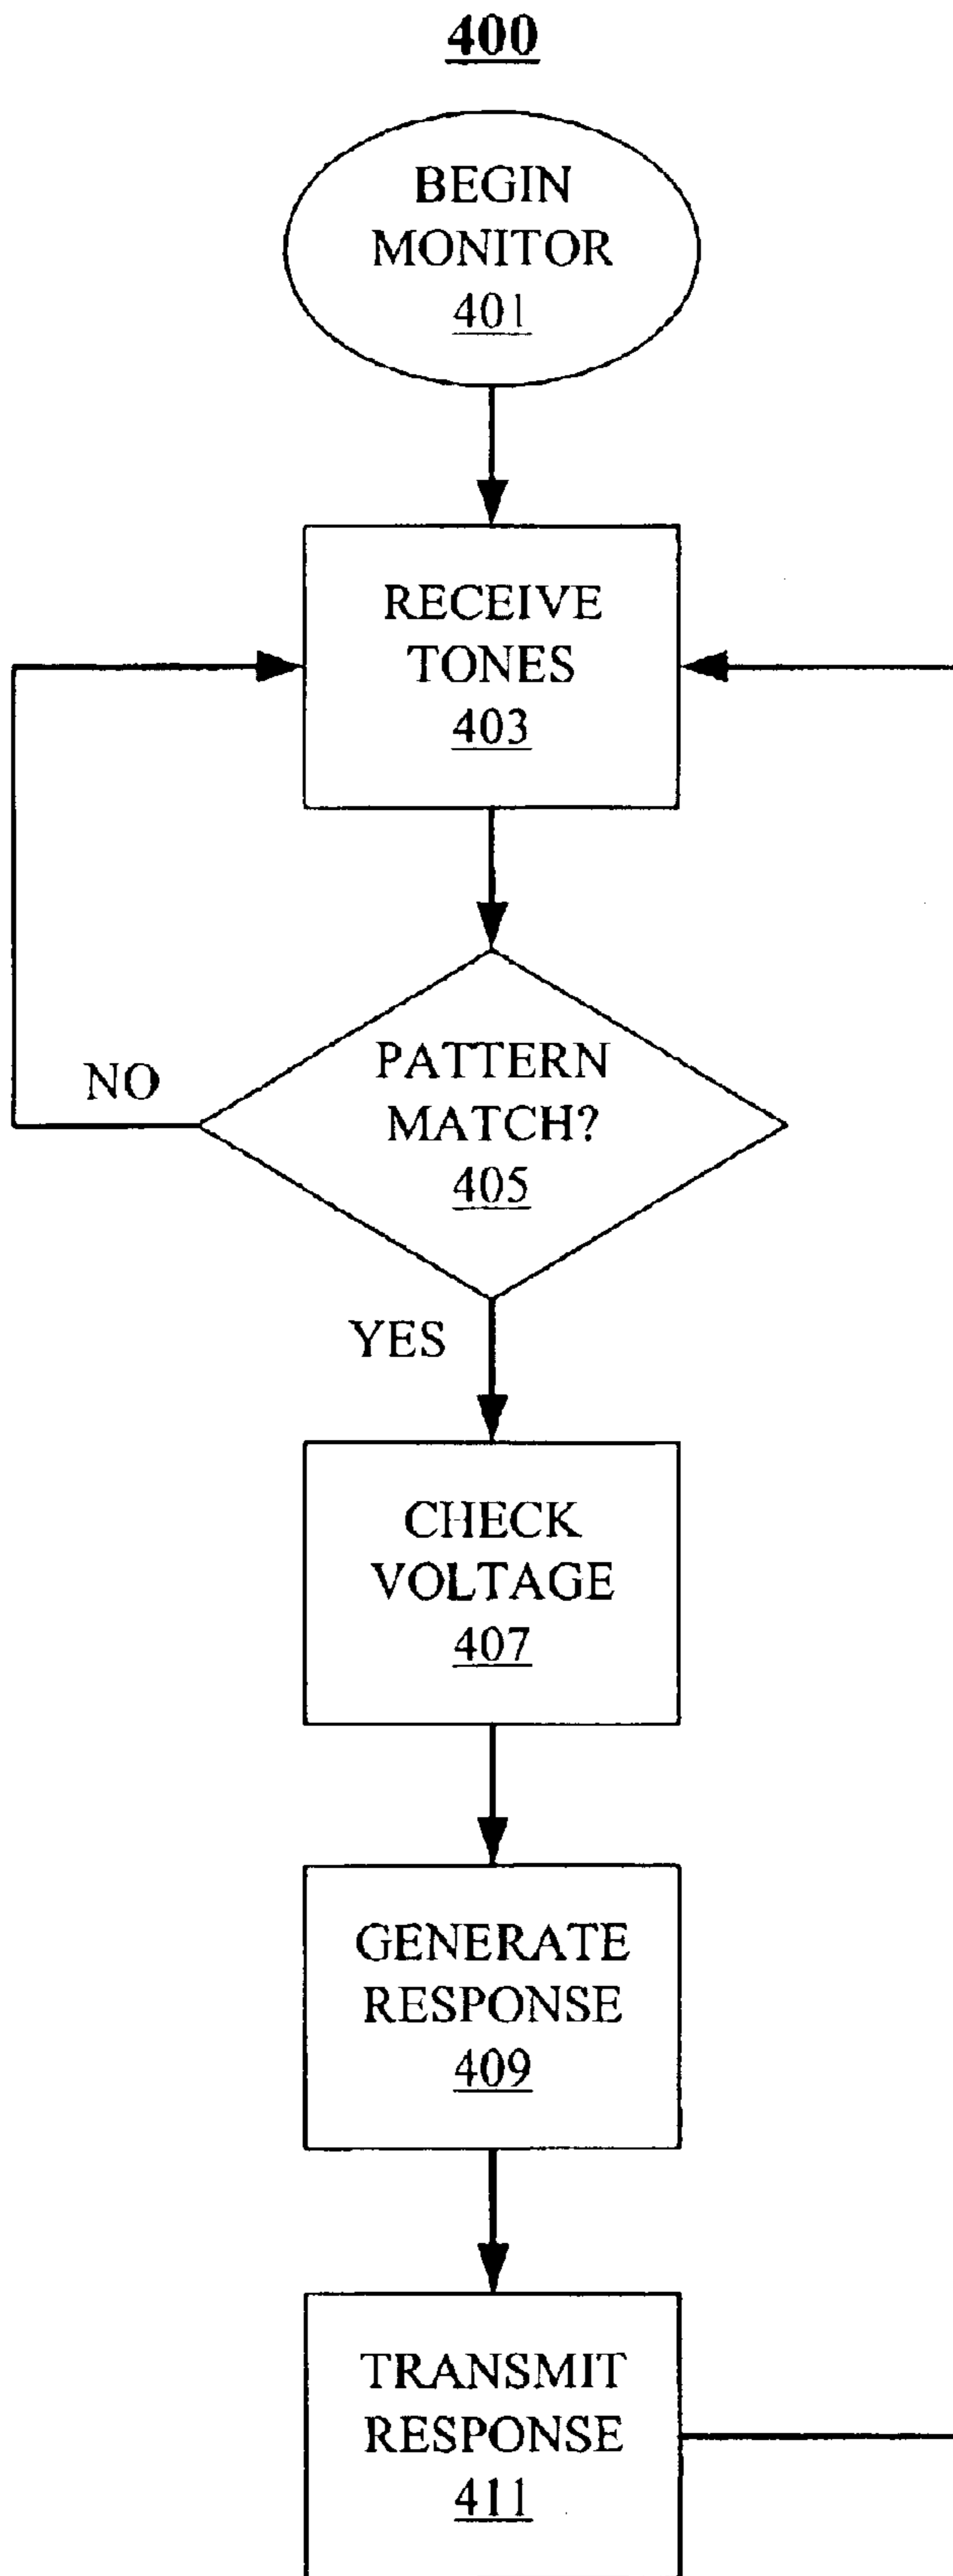 400
BEGIN
MONITOR
401
RECEIVE
TONES
403
PATTERN
MATCH?
405
NO
YES
CHECK
VOLTAGE
407
GENERATE
RESPONSE
409
TRANSMIT
RESPONSE
411